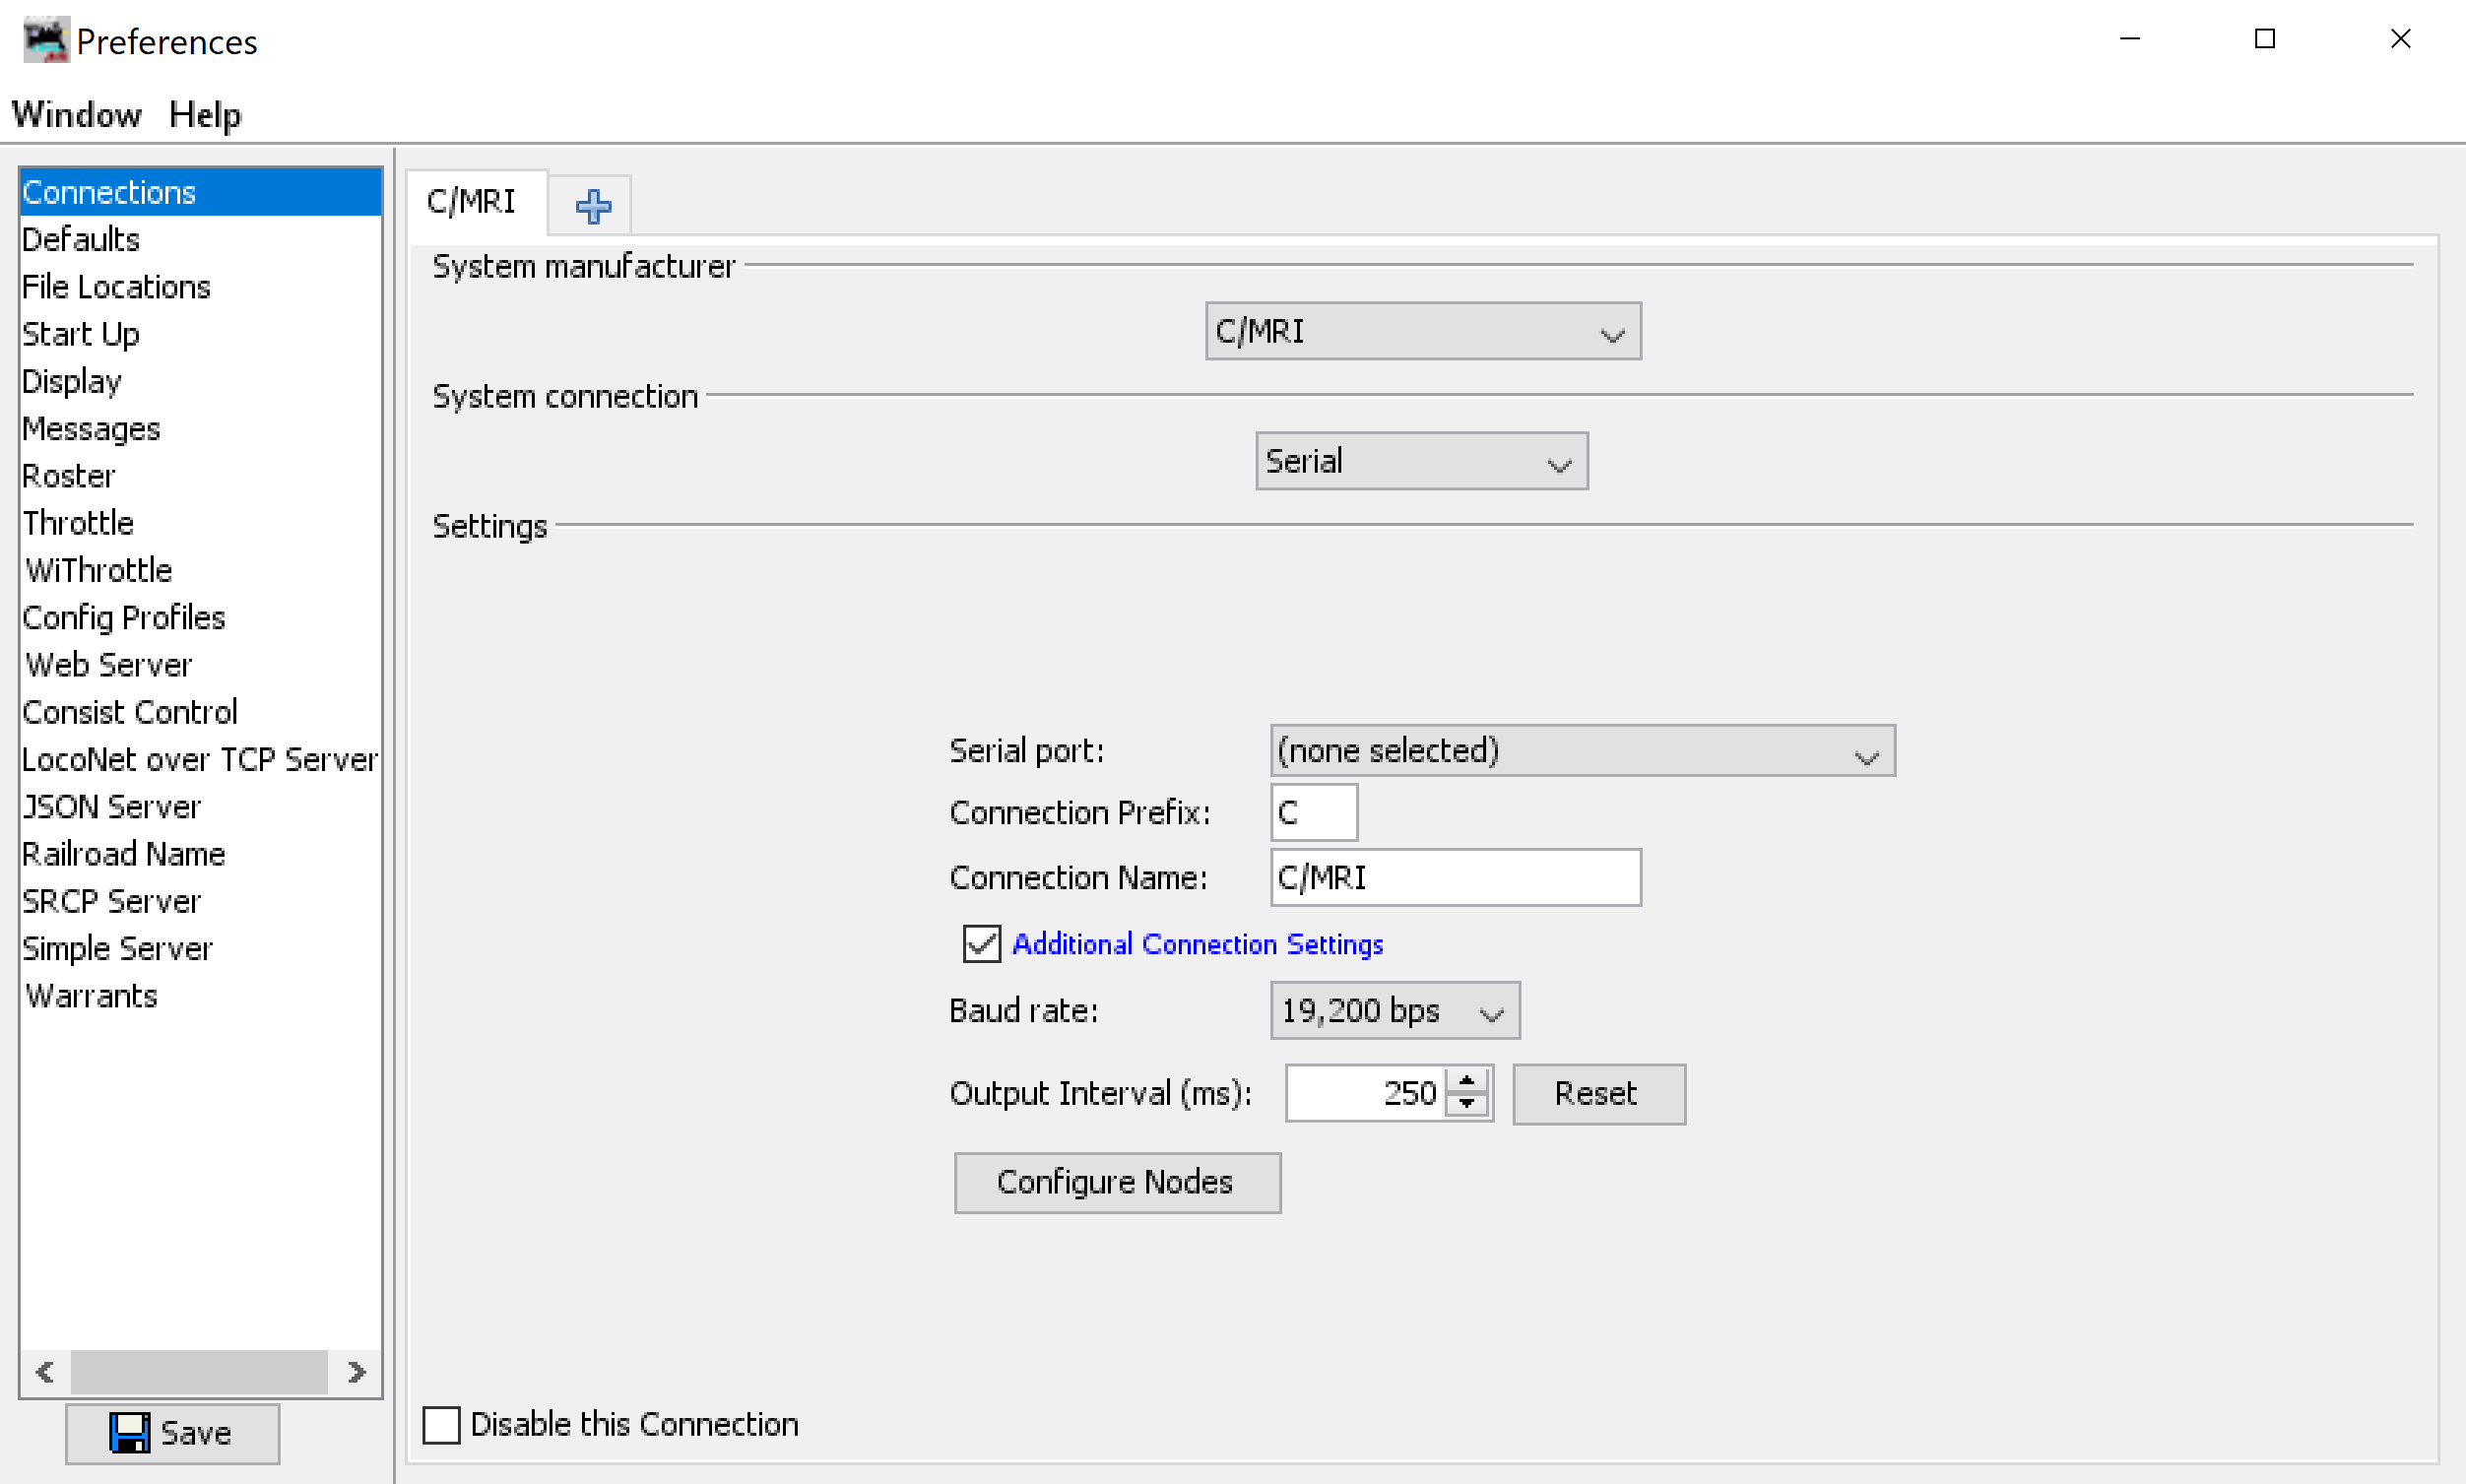 Preferences
Window Help
Connections
Defaults
File Locations
Start Up
Display
Messages
Roster
Throttle
WiThrottle
Config Profiles
Web Server
Consist Control
LocoNet over TCP Server
JSON Server
Railroad Name
SRCP Server
Simple Server
Warrants
Save
C/MRI
System manufacturer
C/MRI
System connection
Serial
Settings
Serial port: (none selected)
Connection Prefix: C
Connection Name: C/MRI
Additional Connection Settings
Baud rate: 19,200 bps
Output Interval (ms): 250 Reset
Configure Nodes
Disable this Connection